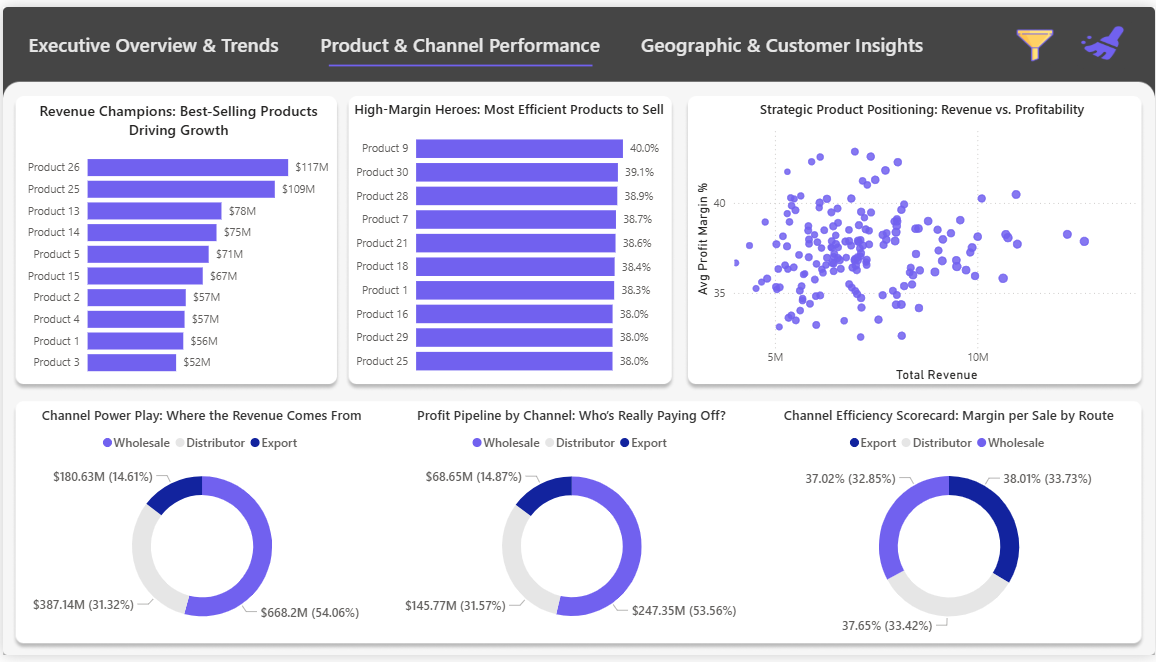 Executive Overview & Trends
Product & Channel Performance
Geographic & Customer Insights
Revenue Champions: Best-Selling Products
Driving Growth
Product 26 $117M
Product 25 $109M
Product 13 $78M
Product 14 $75M
Product 5 $71M
Product 15 $67M
Product 2 $57M
Product 4 $57M
Product 1 $56M
Product 3 $52M
High-Margin Heroes: Most Efficient Products to Sell
Product 9 40.0%
Product 30 39.1%
Product 28 38.9%
Product 7 38.7%
Product 21 38.6%
Product 18 38.4%
Product 1 38.3%
Product 16 38.0%
Product 29 38.0%
Product 25 38.0%
Strategic Product Positioning: Revenue vs. Profitability
Avg Profit Margin %
40
35
5M 10M
Total Revenue
Channel Power Play: Where the Revenue Comes From
Wholesale Distributor Export
$180.63M (14.61%)
$387.14M (31.32%)
$668.2M (54.06%)
Profit Pipeline by Channel: Who’s Really Paying Off?
Wholesale Distributor Export
$68.65M (14.87%)
$145.77M (31.57%)
$247.35M (53.56%)
Channel Efficiency Scorecard: Margin per Sale by Route
Export Distributor Wholesale
37.02% (32.85%)
38.01% (33.73%)
37.65% (33.42%)